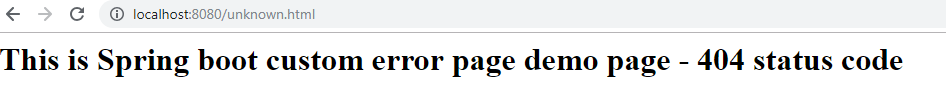 localhost:8080/unknown.html
This is Spring boot custom error page demo page - 404 status code